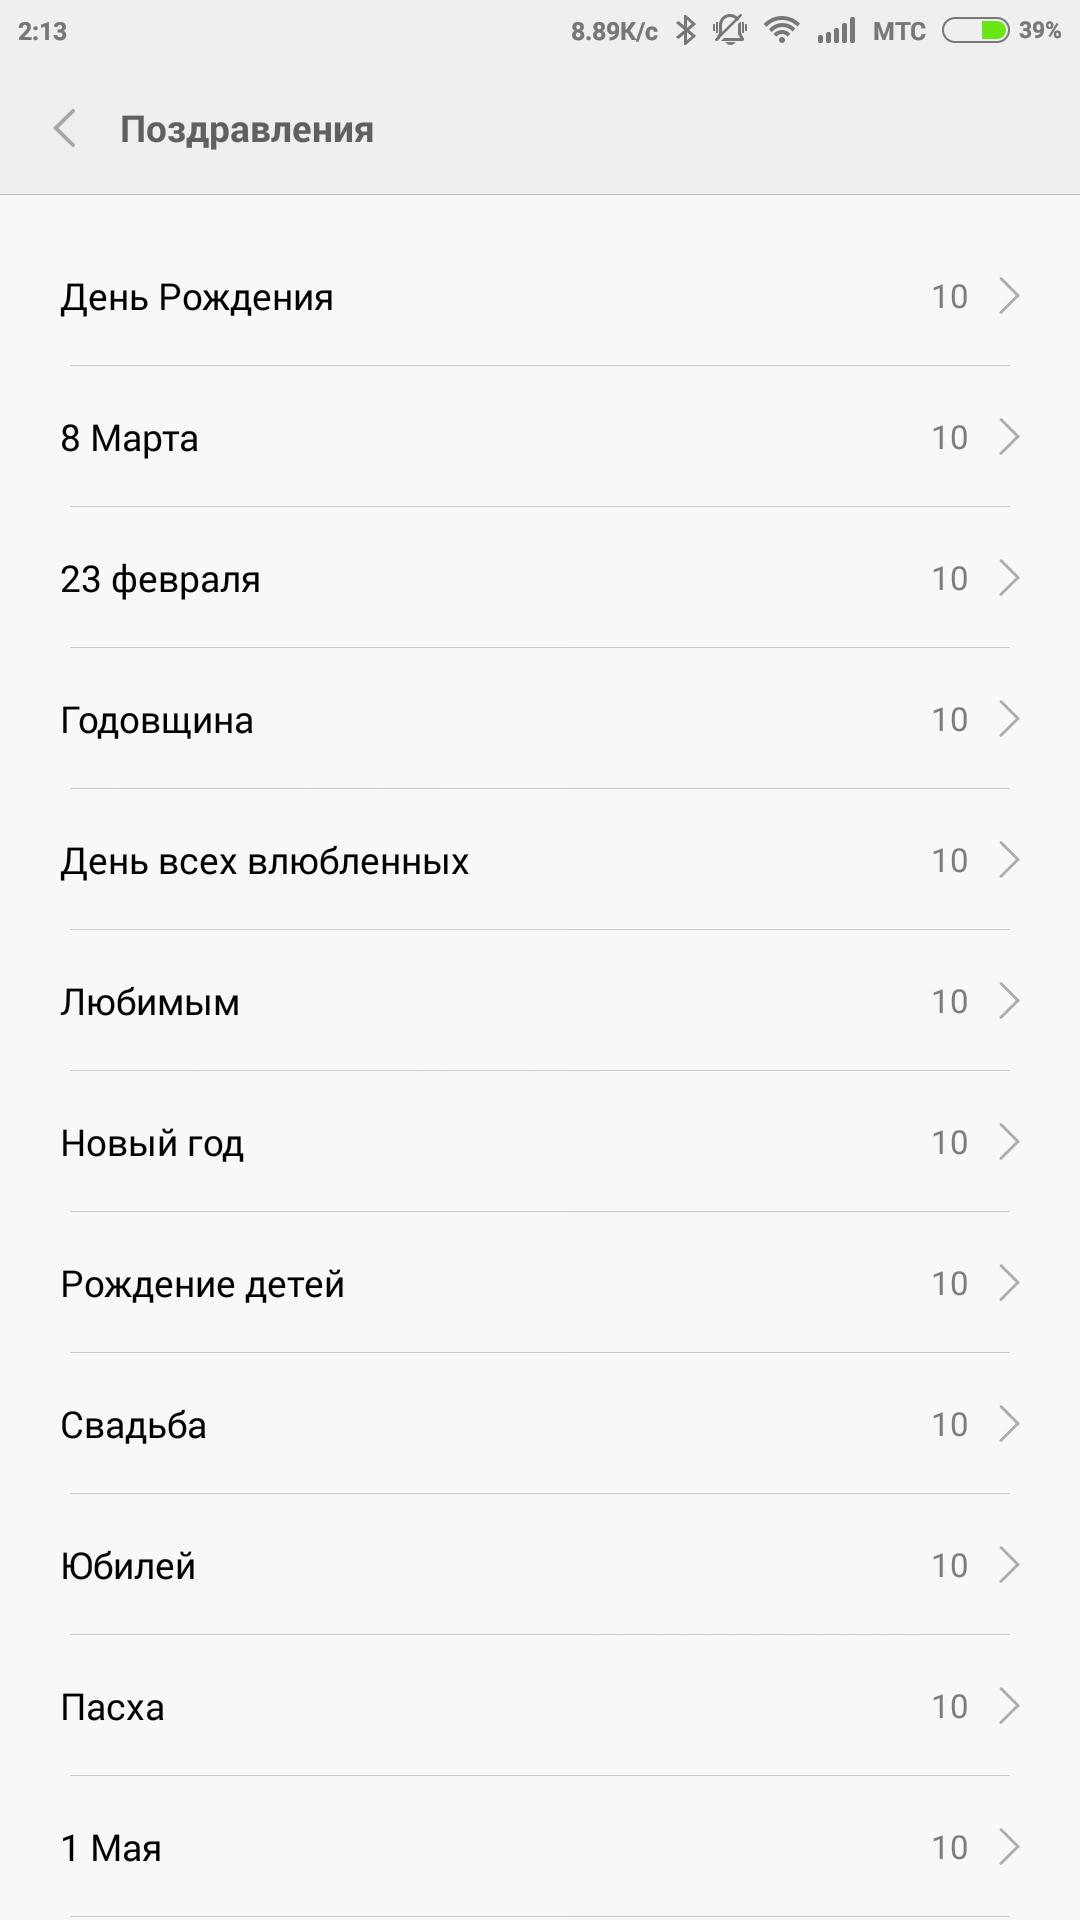 2:13 8.89K/c МТС 39%
Поздравления
День Рождения 10
8 Марта 10
23 февраля 10
Годовщина 10
День всех влюбленных 10
Любимым 10
Новый год 10
Рождение детей 10
Свадьба 10
Юбилей 10
Пасха 10
1 Мая 10